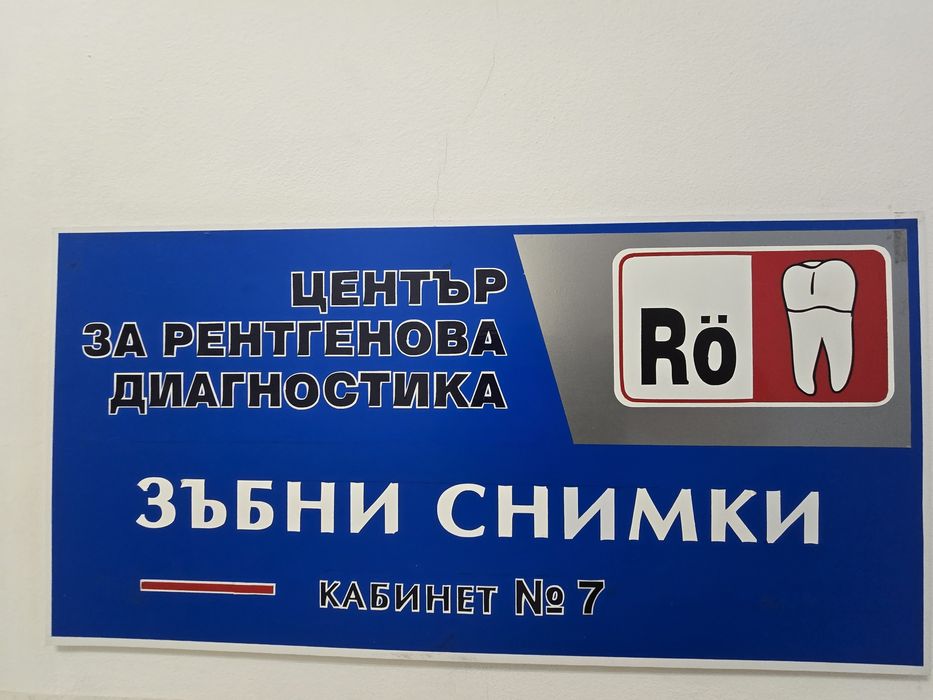 ЦЕНТЪР
ЗА РЕНТГЕНОВА
ДИАГНОСТИКА
Rö
ЗЪБНИ СНИМКИ
КАБИНЕТ № 7